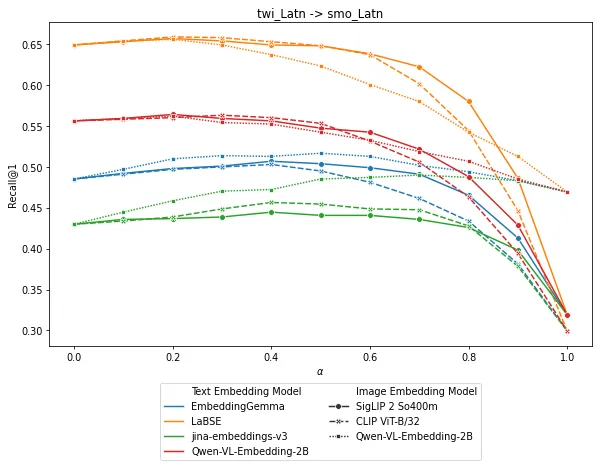 twi_Latn -> smo_Latn
Recall@1
0.65
0.60
0.55
0.50
0.45
0.40
0.35
0.30
0.0 0.2 0.4 0.6 0.8 1.0
α
Text Embedding Model Image Embedding Model
EmbeddingGemma SigLIP 2 So400m
LaBSE CLIP ViT-B/32
jina-embeddings-v3 Qwen-VL-Embedding-2B
Qwen-VL-Embedding-2B